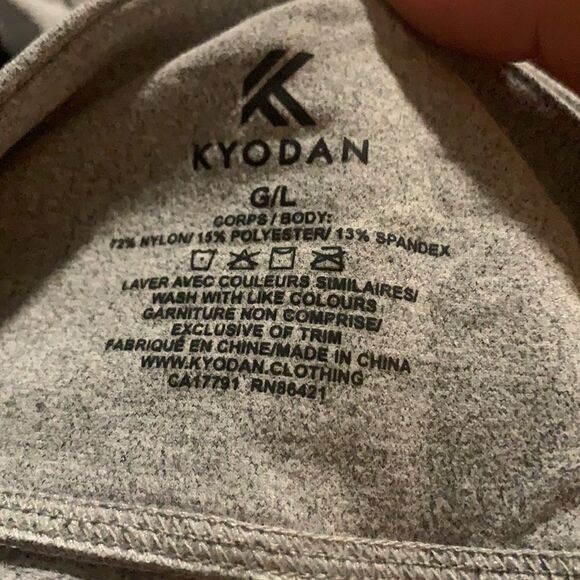 KYODAN
G/L
CORPS / BODY:
72% NYLON/ 15% POLYESTER/ 13% SPANDEX
LAVER AVEC COULEURS SIMILAIRES/
WASH WITH LIKE COLOURS
GARNITURE NON COMPRISE/
EXCLUSIVE OF TRIM
FABRIQUÉ EN CHINE/MADE IN CHINA
WWW.KYODAN.CLOTHING
CA17791 RN86421